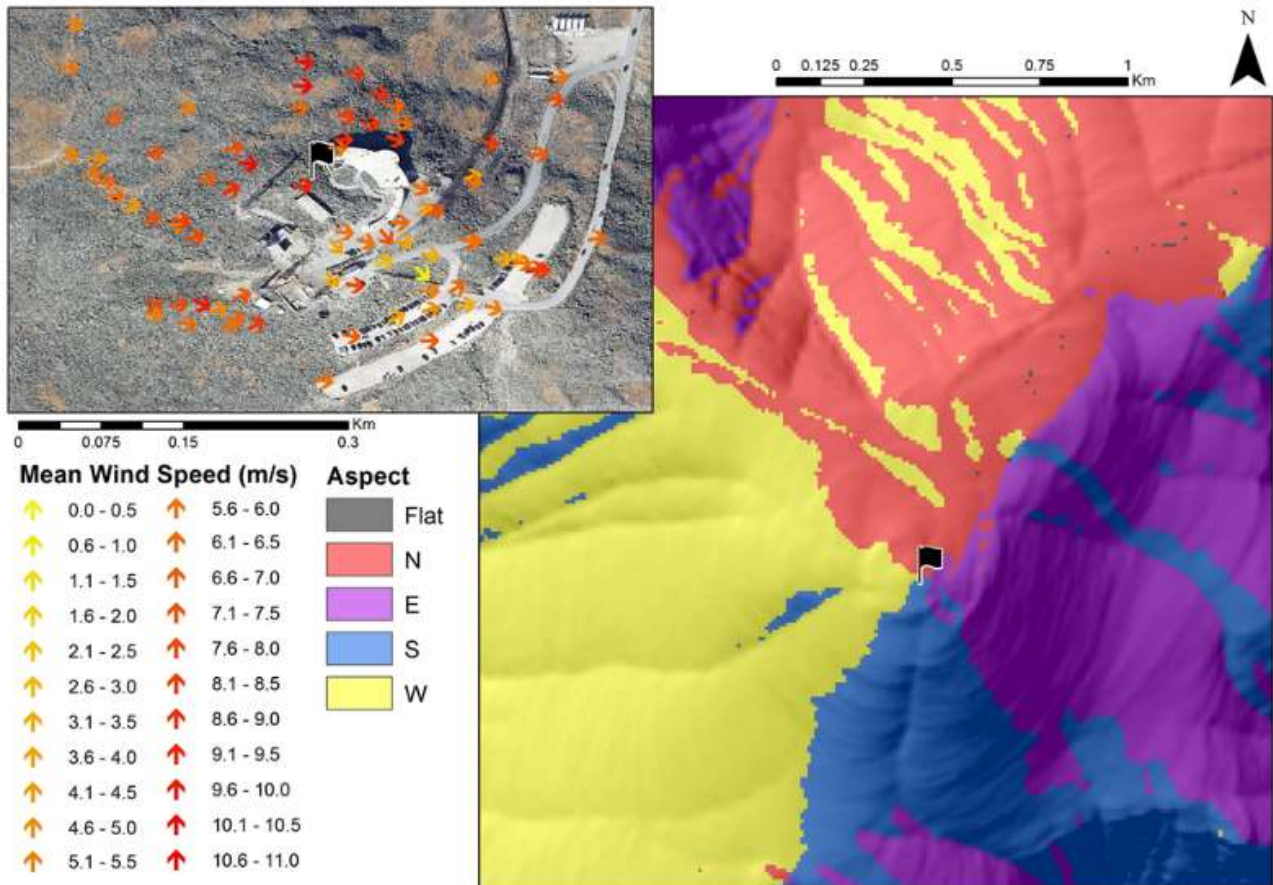 N
0 0.125 0.25 0.5 0.75 1
Km
0 0.075 0.15 0.3
Km
Mean Wind Speed (m/s)
0.0 - 0.5
0.6 - 1.0
1.1 - 1.5
1.6 - 2.0
2.1 - 2.5
2.6 - 3.0
3.1 - 3.5
3.6 - 4.0
4.1 - 4.5
4.6 - 5.0
5.1 - 5.5
5.6 - 6.0
6.1 - 6.5
6.6 - 7.0
7.1 - 7.5
7.6 - 8.0
8.1 - 8.5
8.6 - 9.0
9.1 - 9.5
9.6 - 10.0
10.1 - 10.5
10.6 - 11.0
Aspect
Flat
N
E
S
W